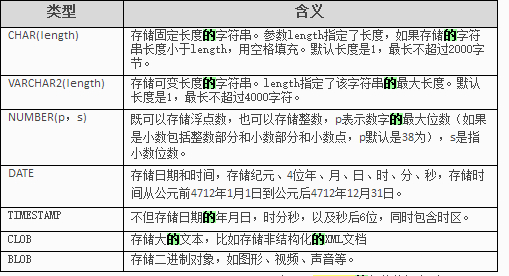 类型 含义
CHAR(length) 存储固定长度的字符串。参数length指定了长度，如果存储的字符
串长度小于length，用空格填充。默认长度是1，最长不超过2000字
节。
VARCHAR2(length) 存储可变长度的字符串。length指定了该字符串的最大长度。默认
长度是1，最长不超过4000字符。
NUMBER(p，s) 既可以存储浮点数，也可以存储整数，p表示数字的最大位数（如果
是小数包括整数部分和小数部分和小数点，p默认是38为），s是指
小数位数。
DATE 存储日期和时间，存储纪元、4位年、月、日、时、分、秒，存储时
间从公元前4712年1月1日到公元后4712年12月31日。
TIMESTAMP 不但存储日期的年月日，时分秒，以及秒后6位，同时包含时区。
CLOB 存储大的文本，比如存储非结构化的XML文档
BLOB 存储二进制对象，如图形、视频、声音等。